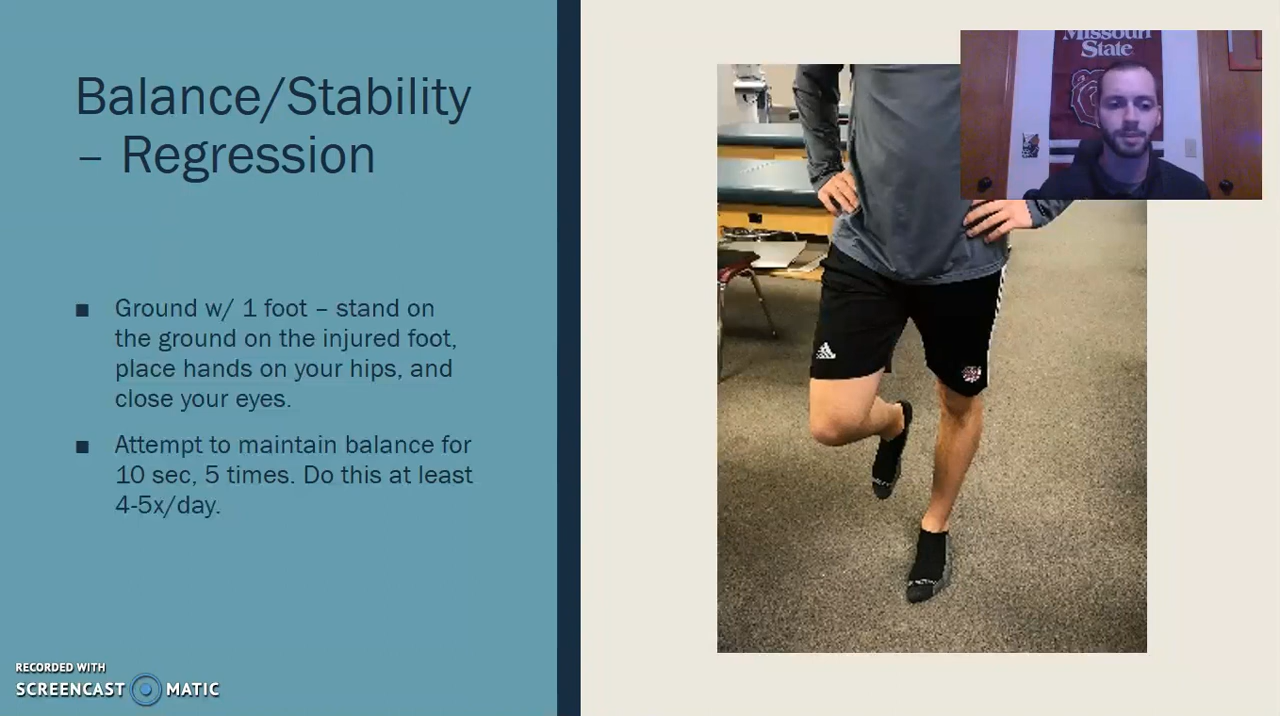 Balance/Stability
– Regression
■ Ground w/ 1 foot – stand on
the ground on the injured foot,
place hands on your hips, and
close your eyes.
■ Attempt to maintain balance for
10 sec, 5 times. Do this at least
4-5x/day.
Missouri
State
RECORDED WITH
SCREENCAST MATIC